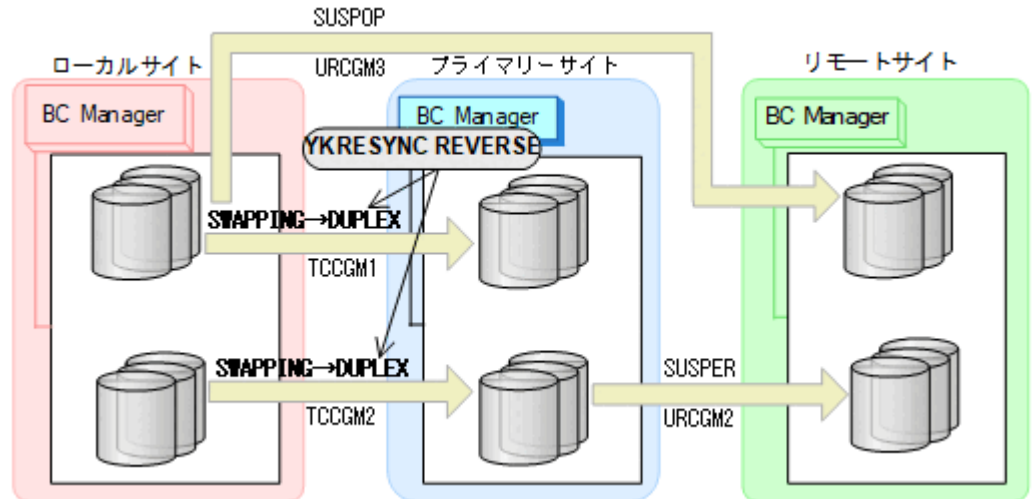 SUSPOP
ローカルサイト
URCGM3
プライマリーサイト
リモートサイト
BC Manager
BC Manager
BC Manager
YKRESYNC REVERSE
SWAPPING→DUPLEX
TCCGM1
SWAPPING→DUPLEX
SUSPER
TCCGM2
URCGM2